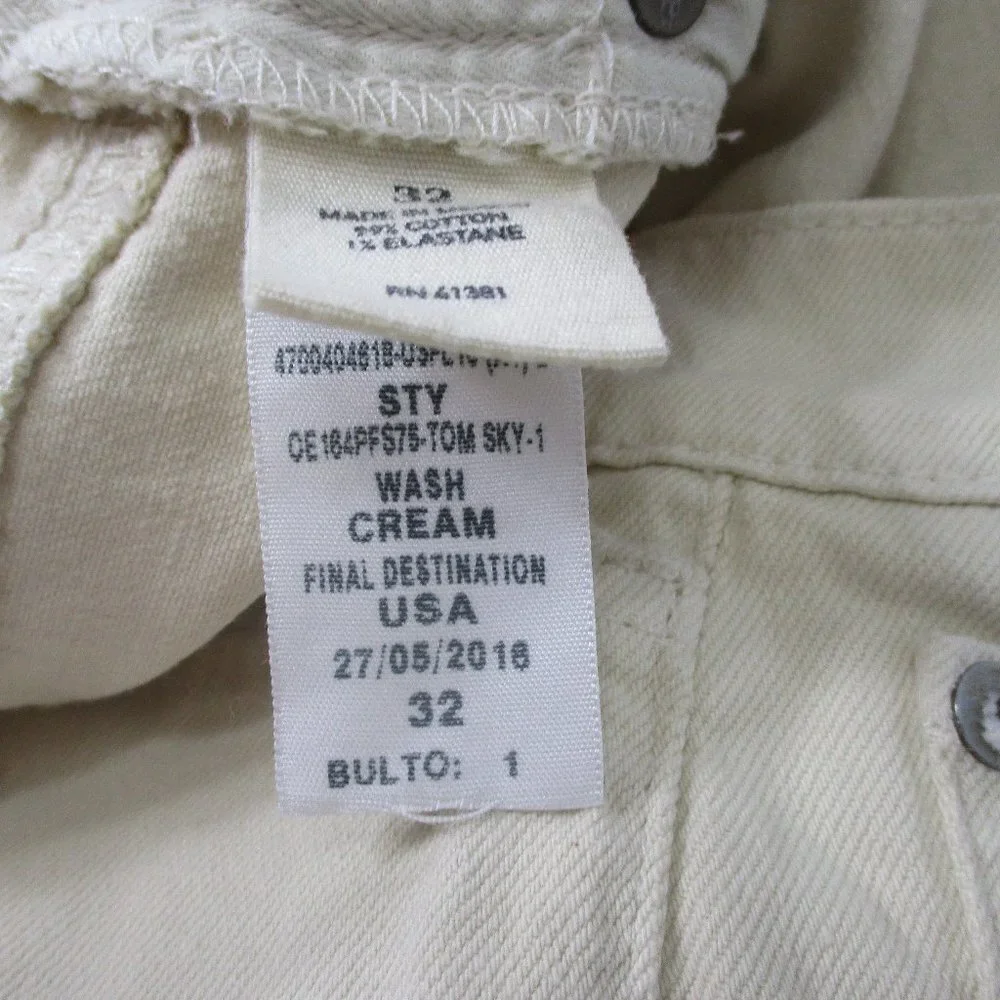 32
MADE IN
99% COTTON
1% ELASTANE
RN 41381
STY
OE164PFS75-TOM SKY-1
WASH
CREAM
FINAL DESTINATION
USA
27/05/2016
32
BULTO: 1